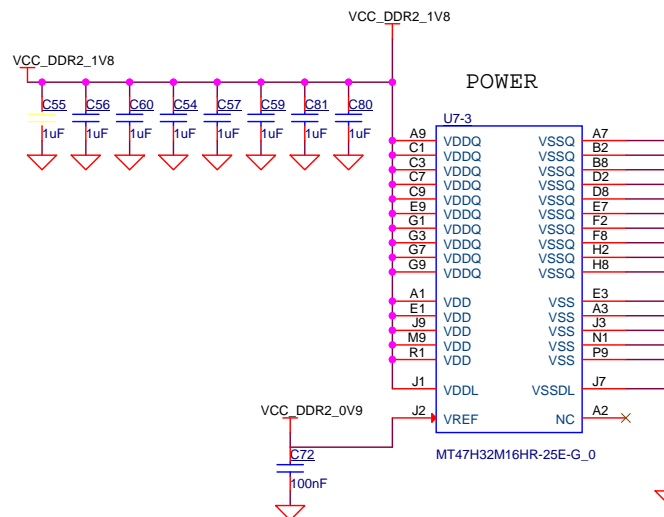 VCC_DDR2_1V8
VCC_DDR2_1V8
POWER
C55 C56 C60 C54 C57 C59 C81 C80
1uF 1uF 1uF 1uF 1uF 1uF 1uF 1uF
U7-3
A9 VDDQ VSSQ A7
C1 VDDQ VSSQ B2
C3 VDDQ VSSQ B8
C7 VDDQ VSSQ D2
C9 VDDQ VSSQ D8
E9 VDDQ VSSQ E7
G1 VDDQ VSSQ F2
G3 VDDQ VSSQ F8
G7 VDDQ VSSQ H2
G9 VDDQ VSSQ H8
A1 VDD VSS E3
E1 VDD VSS A3
J9 VDD VSS J3
M9 VDD VSS N1
R1 VDD VSS P9
J1 VDDL VSSDL J7
VCC_DDR2_0V9
J2 VREF NC A2
C72
100nF
MT47H32M16HR-25E-G_0